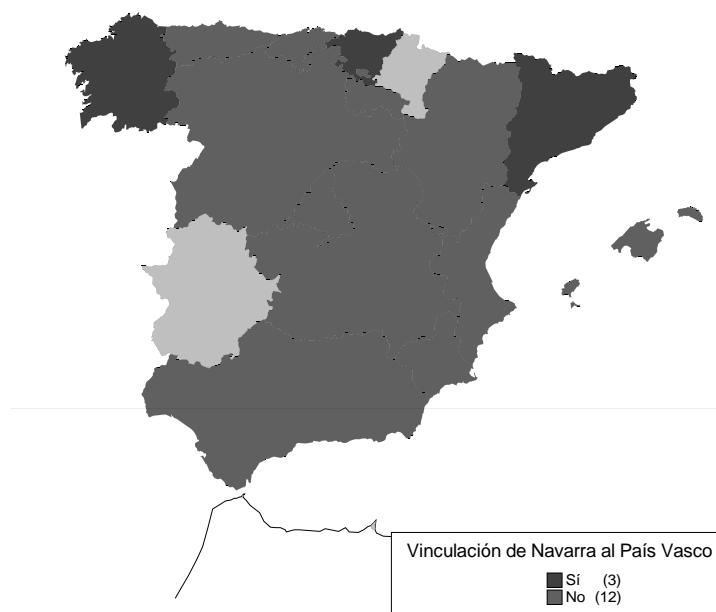 Vinculación de Navarra al País Vasco
Sí (3)
No (12)